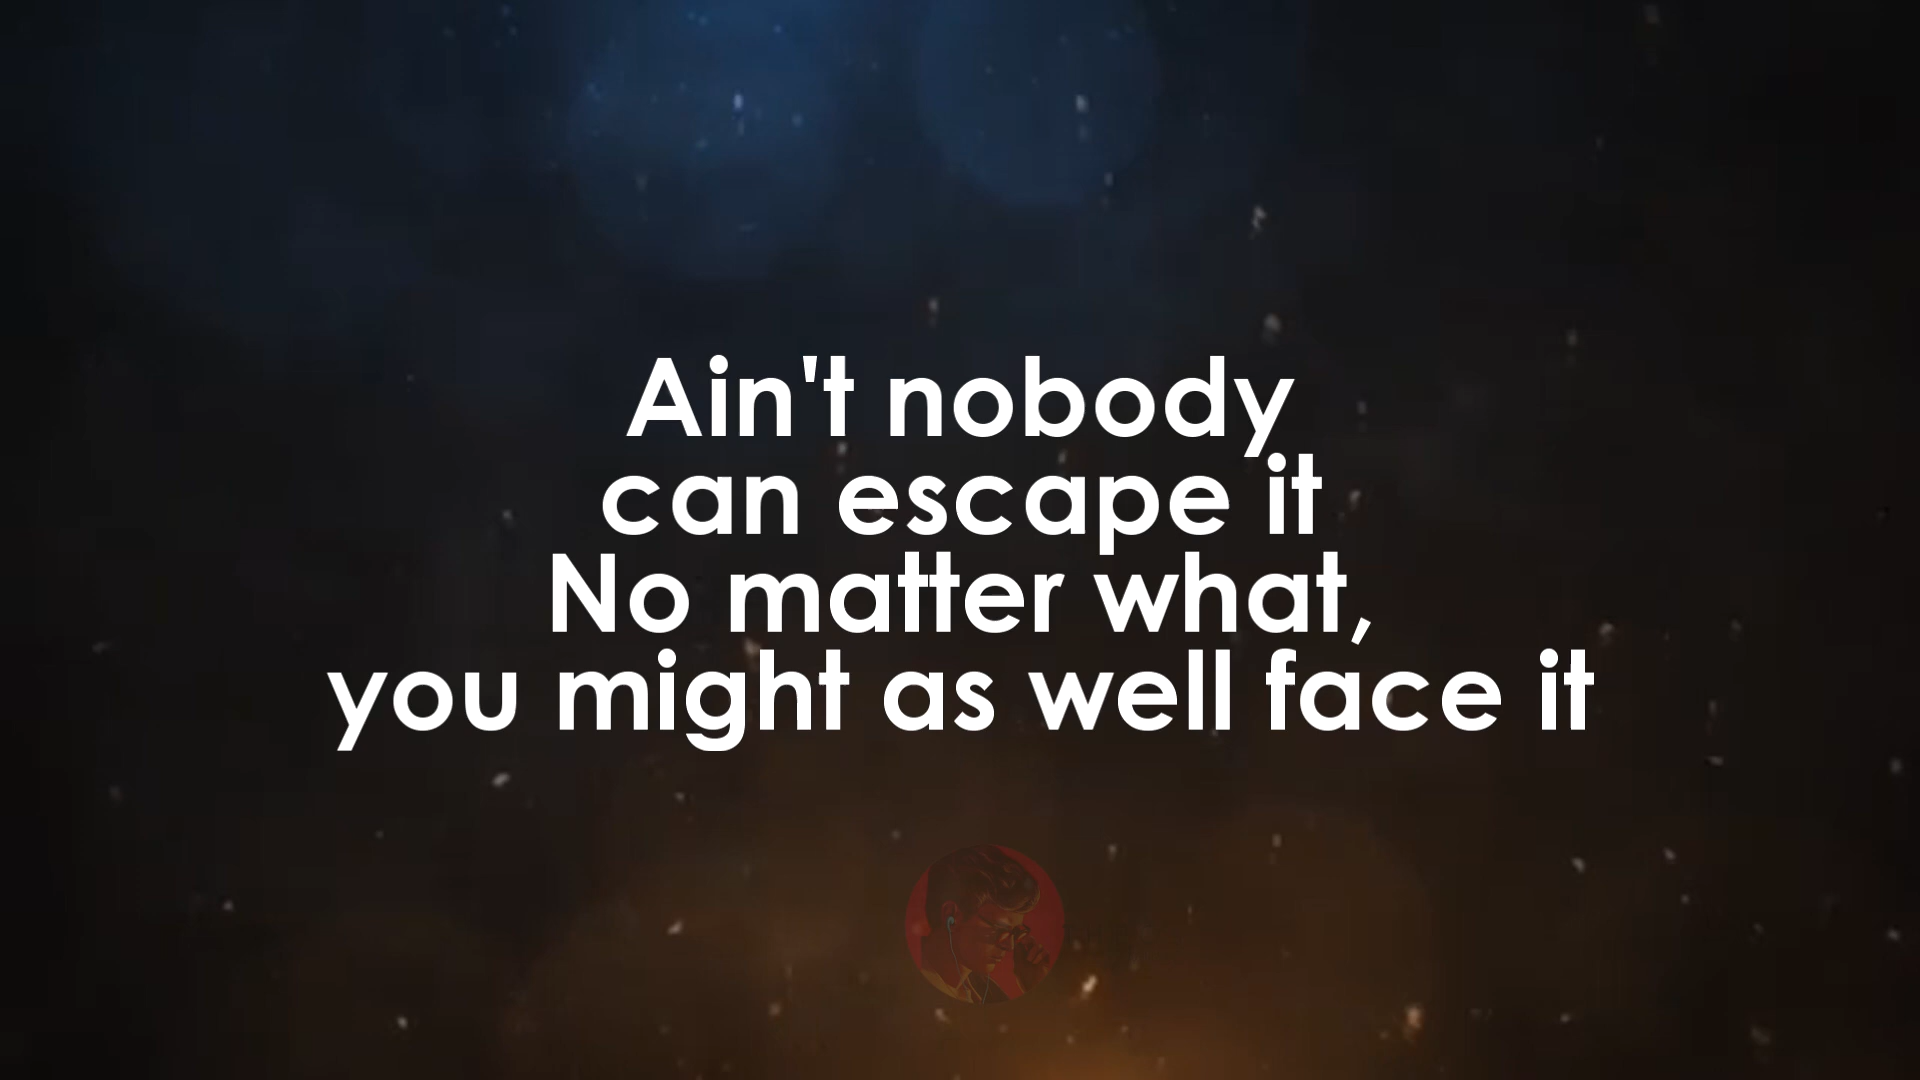 Ain't nobody
can escape it
No matter what,
you might as well face it